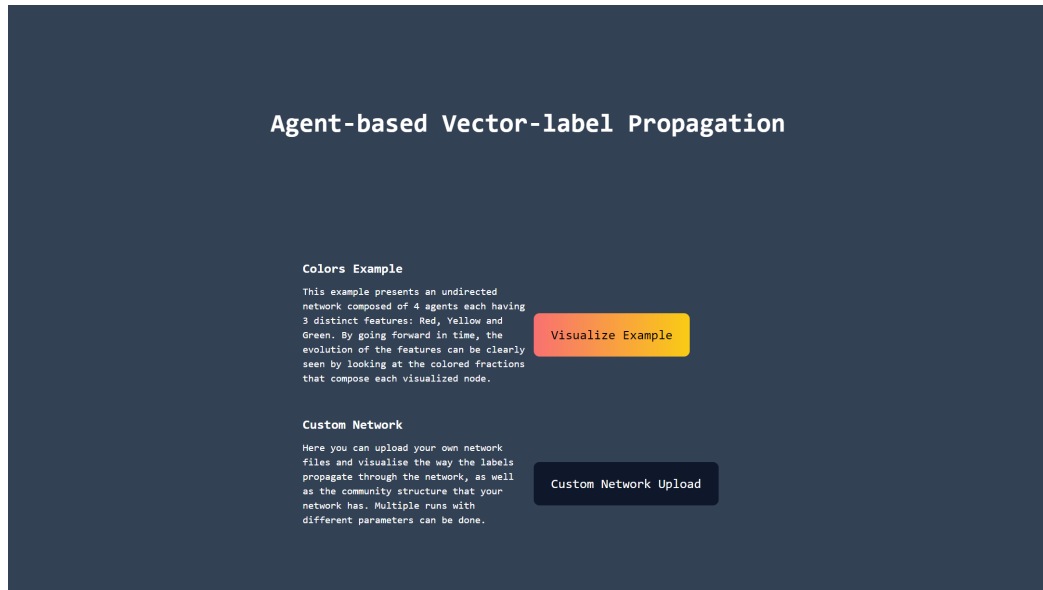 Agent-based Vector-label Propagation
Colors Example
This example presents an undirected
network composed of 4 agents each having
3 distinct features: Red, Yellow and
Green. By going forward in time, the
evolution of the features can be clearly
seen by looking at the colored fractions
that compose each visualized node.
Visualize Example
Custom Network
Here you can upload your own network
files and visualise the way the labels
propagate through the network, as well
as the community structure that your
network has. Multiple runs with
different parameters can be done.
Custom Network Upload